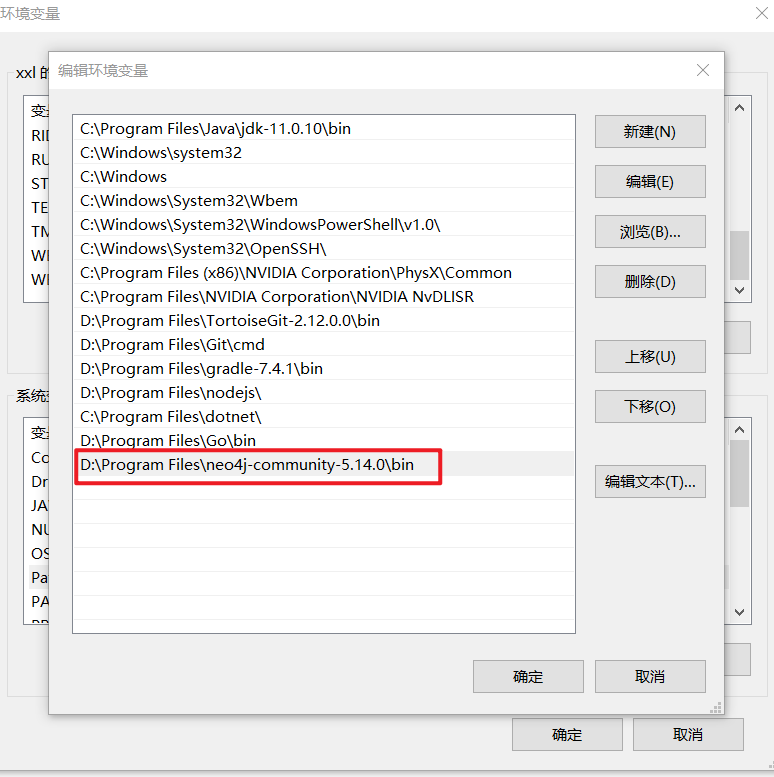 环境变量
编辑环境变量
xxl 的
变量
RID
RU
ST
TE
TM
WI
WI
C:\Program Files\Java\jdk-11.0.10\bin
C:\Windows\system32
C:\Windows
C:\Windows\System32\Wbem
C:\Windows\System32\WindowsPowerShell\v1.0\
C:\Windows\System32\OpenSSH\
C:\Program Files (x86)\NVIDIA Corporation\PhysX\Common
C:\Program Files\NVIDIA Corporation\NVIDIA NvDLISR
D:\Program Files\TortoiseGit-2.12.0.0\bin
D:\Program Files\Git\cmd
D:\Program Files\gradle-7.4.1\bin
D:\Program Files\nodejs\
C:\Program Files\dotnet\
D:\Program Files\Go\bin
D:\Program Files\neo4j-community-5.14.0\bin
新建(N)
编辑(E)
浏览(B)...
删除(D)
上移(U)
下移(O)
编辑文本(T)...
系统变
变量
Co
Dr
JA
NU
OS
Pa
PA
确定
取消
确定
取消